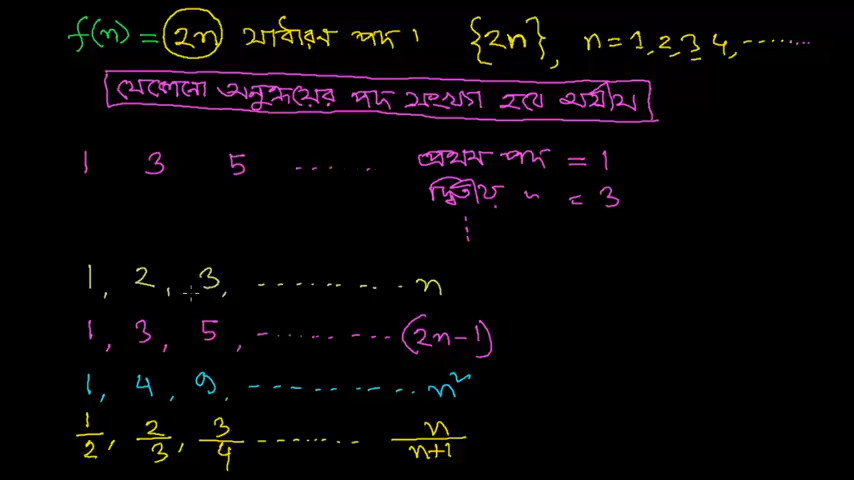 f(n) = 2n সাধারণ পদ । {2n}, n = 1, 2, 3, 4, ........
যেকোনো অনুক্রমের পদ সংখ্যা হবে অসীম
1 3 5 ...... প্রথম পদ = 1
দ্বিতীয় " = 3
1, 2, 3, .......... n
1, 3, 5, .......... (2n-1)
1, 4, 9, .......... n²
1/2, 2/3, 3/4 ........ n/(n+1)